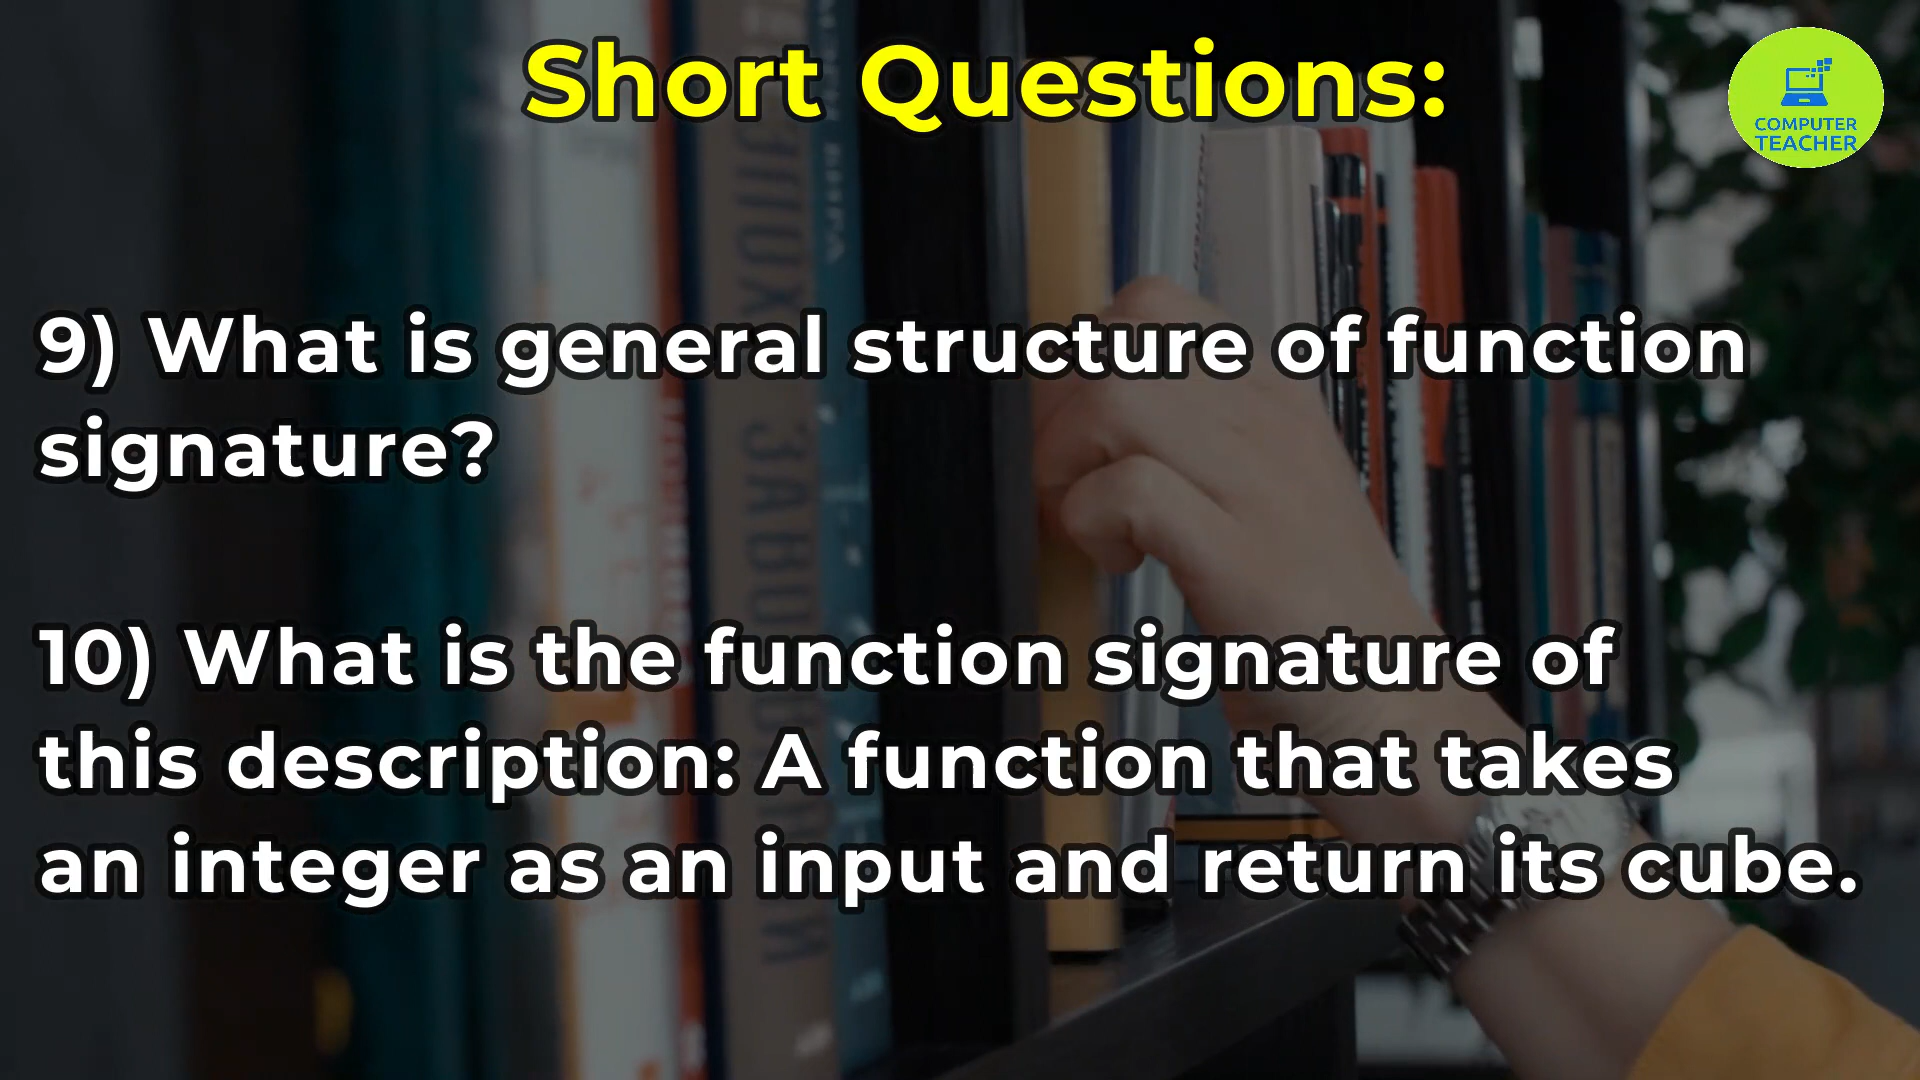 Short Questions:
COMPUTER
TEACHER
9) What is general structure of function
signature?
10) What is the function signature of
this description: A function that takes
an integer as an input and return its cube.